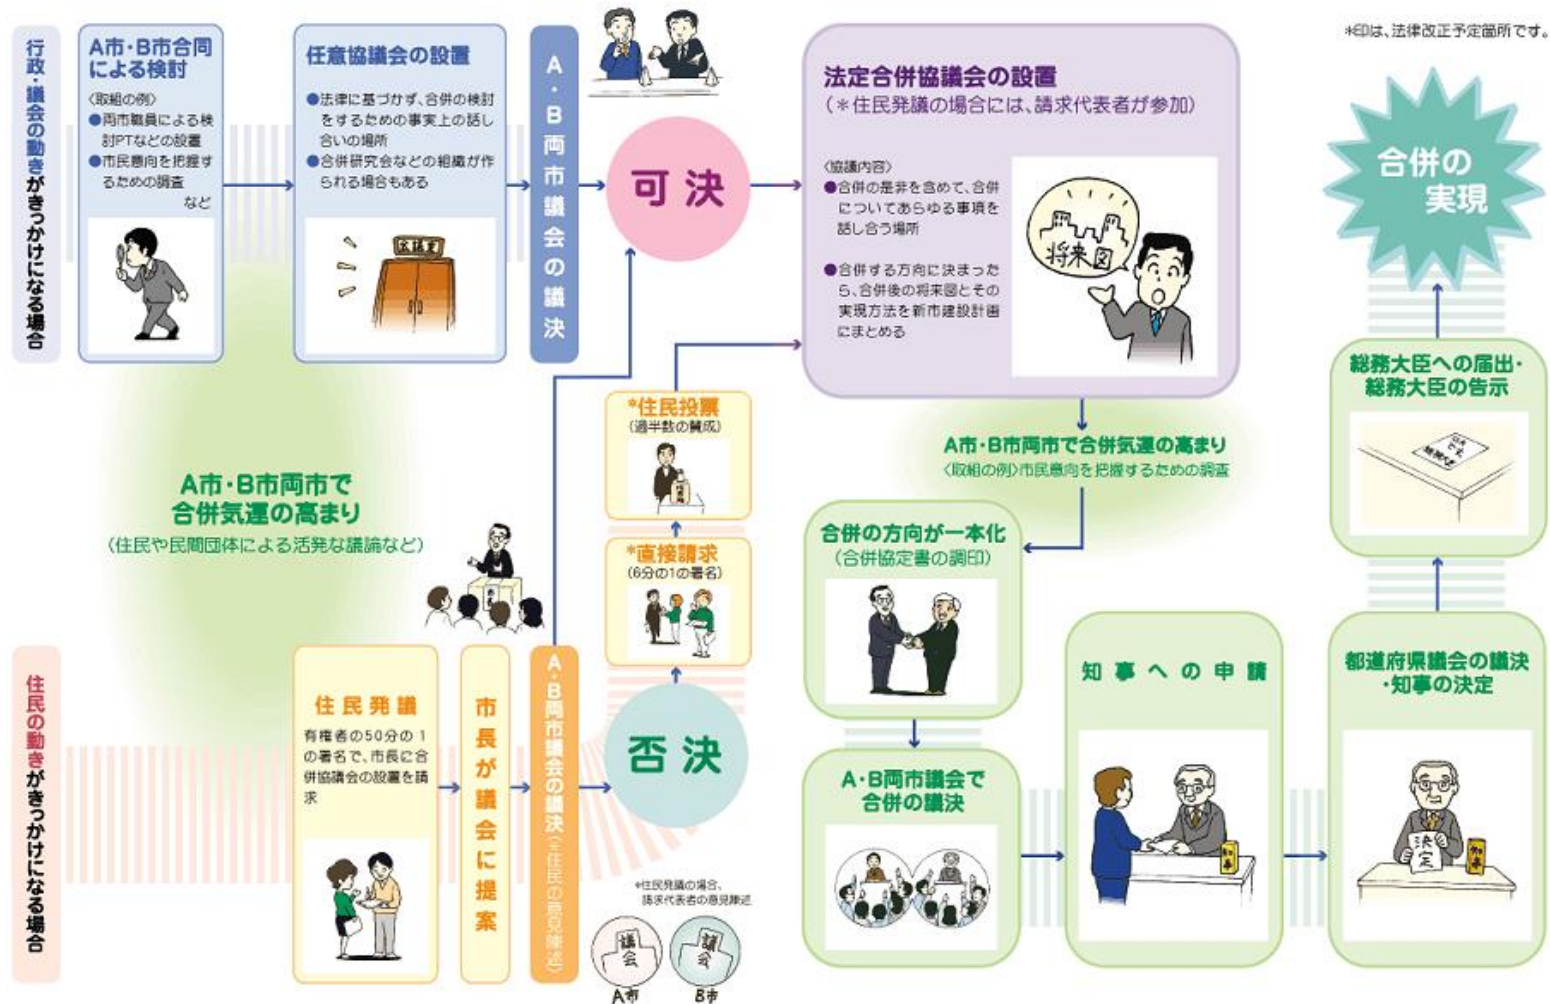 *印は、法律改正予定箇所です。
行政・議会の動きがきっかけになる場合
A市・B市合同
による検討
〈取組の例〉
●両市職員による検
討PTなどの設置
●市民意向を把握す
るための調査
など
任意協議会の設置
●法律に基づかず、合併の検討
をするための事実上の話し
合いの場所
●合併研究会などの組織が作
られる場合もある
会議室
A・B両市議会の議決
可決
法定合併協議会の設置
(*住民発議の場合には、請求代表者が参加)
〈協議内容〉
●合併の是非を含めて、合併
についてあらゆる事項を
話し合う場所
●合併する方向に決まった
ら、合併後の将来図とその
実現方法を新市建設計画
にまとめる
将来図
合併の
実現
A市・B市両市で
合併気運の高まり
(住民や民間団体による活発な議論など)
*住民投票
(過半数の賛成)
*直接請求
(6分の1の署名)
A市・B市両市で合併気運の高まり
〈取組の例〉市民意向を把握するための調査
合併の方向が一本化
(合併協定書の調印)
総務大臣への届出・
総務大臣の告示
住民の動きがきっかけになる場合
住民発議
有権者の50分の1
の署名で、市長に合
併協議会の設置を請
求
市長が議会に提案
A・B両市議会の議決(*住民の意見陳述)
否決
*住民発議の場合、
請求代表者の意見陳述
議会
議会
A市
B市
A・B両市議会で
合併の議決
知事への申請
知事
都道府県議会の議決
・知事の決定
決定
知事